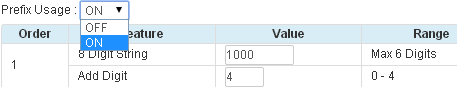 Prefix Usage : ON
OFF
ON
Order eature Value Range
1
8 Digit String 1000 Max 6 Digits
Add Digit 4 0 - 4